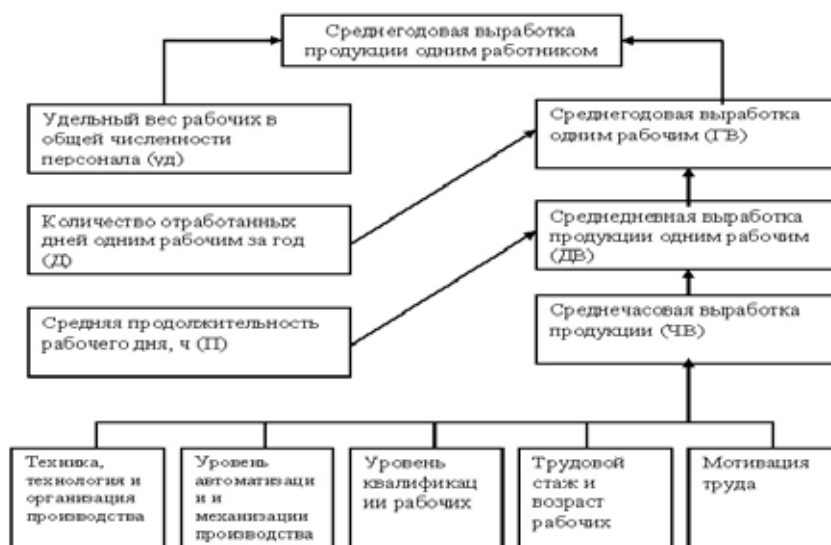 Среднегодовая выработка
продукции одним работником
Удельный вес рабочих в
общей численности
персонала (уд)
Среднегодовая выработка
одним рабочим (ГВ)
Количество отработанных
дней одним рабочим за год
(Д)
Среднедневная выработка
продукции одним рабочим
(ДВ)
Средняя продолжительность
рабочего дня, ч (П)
Среднечасовая выработка
продукции (ЧВ)
Техника,
технология и
организация
производства
Уровень
автоматизаци
и и
механизации
производства
Уровень
квалификац
ии рабочих
Трудовой
стаж и
возраст
рабочих
Мотивация
труда